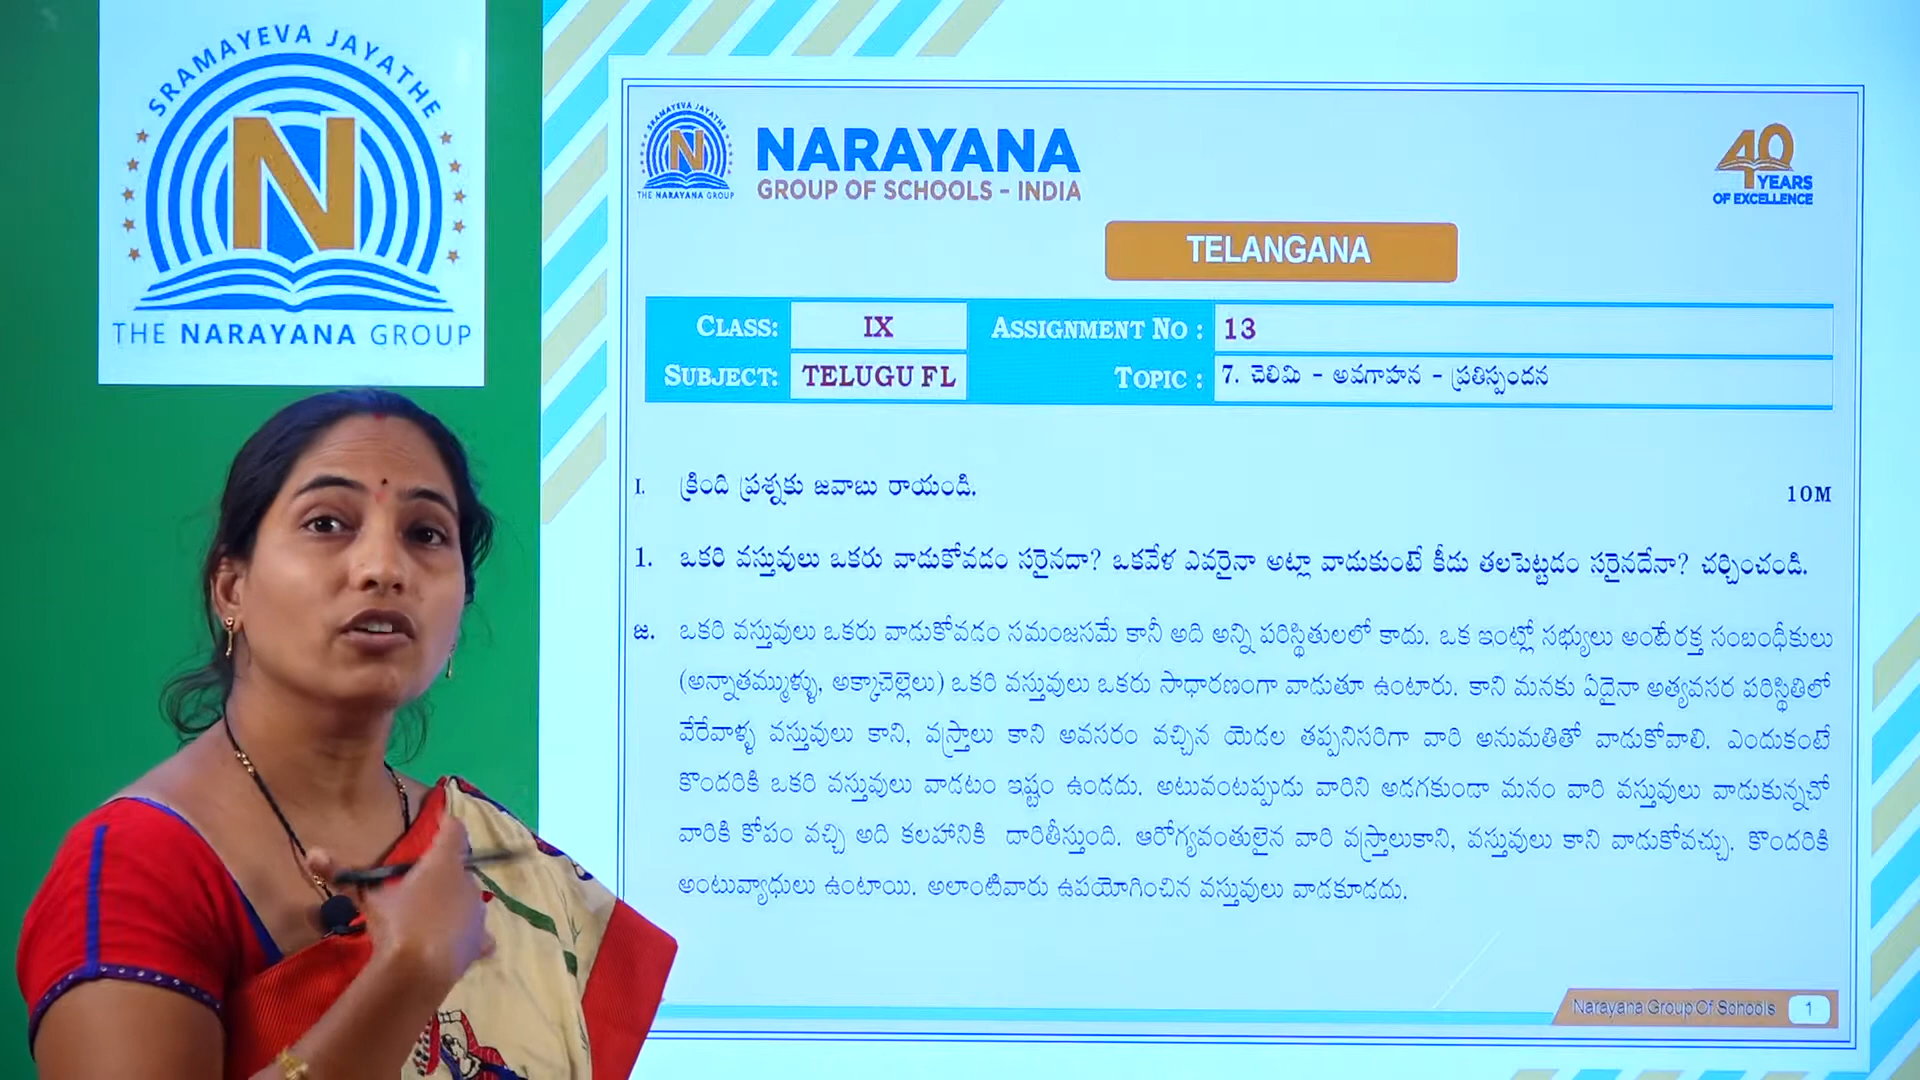 SRAMAYEVA JAYATHE
N
THE NARAYANA GROUP
SRAMAYEVA JAYATHE
N
THE NARAYANA GROUP
NARAYANA
GROUP OF SCHOOLS - INDIA
40
YEARS
OF EXCELLENCE
TELANGANA
CLASS: IX ASSIGNMENT NO : 13
SUBJECT: TELUGU FL TOPIC : 7. చెలిమి - అవగాహన - ప్రతిస్పందన
I. క్రింది ప్రశ్నకు జవాబు రాయండి. 10M
1. ఒకరి వస్తువులు ఒకరు వాడుకోవడం సరైనదా? ఒకవేళ ఎవరైనా అట్లా వాడుకుంటే కీడు తలపెట్టడం సరైనదేనా? చర్చించండి.
జ. ఒకరి వస్తువులు ఒకరు వాడుకోవడం సమంజసమే కానీ అది అన్ని పరిస్థితులలో కాదు. ఒక ఇంట్లో సభ్యులు అంటేరక్త సంబంధీకులు
(అన్నాతమ్ముళ్ళు, అక్కాచెల్లెలు) ఒకరి వస్తువులు ఒకరు సాధారణంగా వాడుతూ ఉంటారు. కాని మనకు ఏదైనా అత్యవసర పరిస్థితిలో
వేరేవాళ్ళ వస్తువులు కాని, వస్త్రాలు కాని అవసరం వచ్చిన యెడల తప్పనిసరిగా వారి అనుమతితో వాడుకోవాలి. ఎందుకంటే
కొందరికి ఒకరి వస్తువులు వాడటం ఇష్టం ఉండదు. అటువంటప్పుడు వారిని అడగకుండా మనం వారి వస్తువులు వాడుకున్నచో
వారికి కోపం వచ్చి అది కలహానికి దారితీస్తుంది. ఆరోగ్యవంతులైన వారి వస్త్రాలుకాని, వస్తువులు కాని వాడుకోవచ్చు. కొందరికి
అంటువ్యాధులు ఉంటాయి. అలాంటివారు ఉపయోగించిన వస్తువులు వాడకూడదు.
Narayana Group Of Schools 1